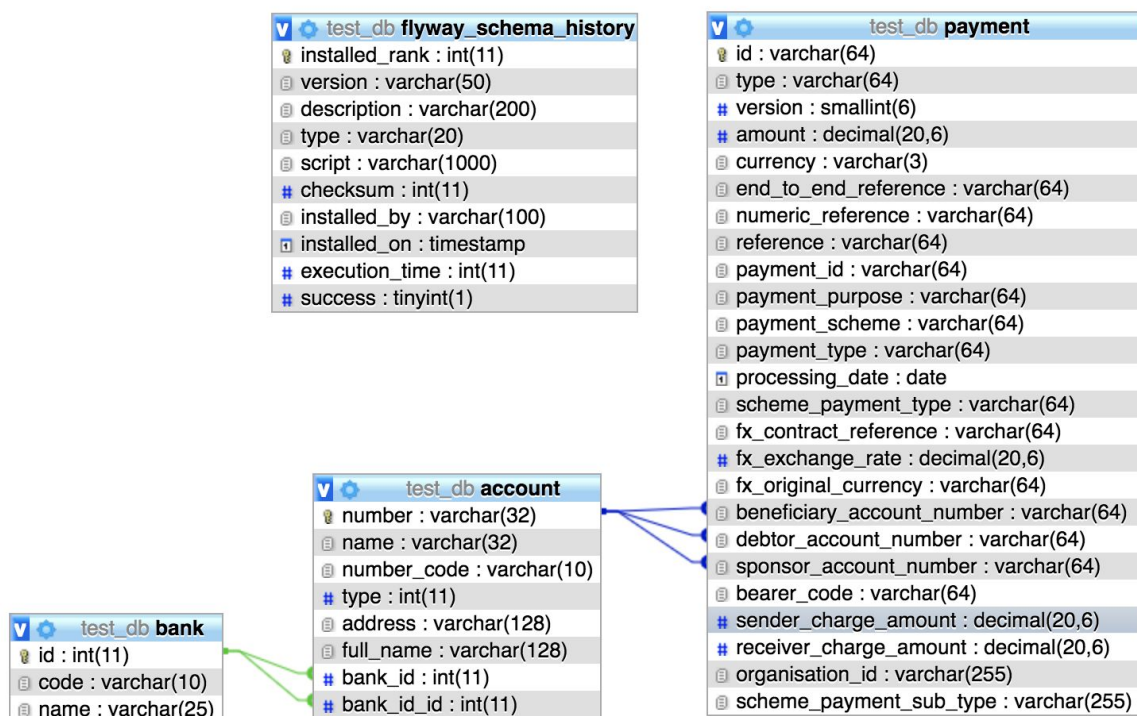 test_db flyway_schema_history
installed_rank : int(11)
version : varchar(50)
description : varchar(200)
type : varchar(20)
script : varchar(1000)
checksum : int(11)
installed_by : varchar(100)
installed_on : timestamp
execution_time : int(11)
success : tinyint(1)
test_db payment
id : varchar(64)
type : varchar(64)
version : smallint(6)
amount : decimal(20,6)
currency : varchar(3)
end_to_end_reference : varchar(64)
numeric_reference : varchar(64)
reference : varchar(64)
payment_id : varchar(64)
payment_purpose : varchar(64)
payment_scheme : varchar(64)
payment_type : varchar(64)
processing_date : date
scheme_payment_type : varchar(64)
fx_contract_reference : varchar(64)
fx_exchange_rate : decimal(20,6)
fx_original_currency : varchar(64)
beneficiary_account_number : varchar(64)
debtor_account_number : varchar(64)
sponsor_account_number : varchar(64)
bearer_code : varchar(64)
sender_charge_amount : decimal(20,6)
receiver_charge_amount : decimal(20,6)
organisation_id : varchar(255)
scheme_payment_sub_type : varchar(255)
test_db account
number : varchar(32)
name : varchar(32)
number_code : varchar(10)
type : int(11)
address : varchar(128)
full_name : varchar(128)
bank_id : int(11)
bank_id_id : int(11)
test_db bank
id : int(11)
code : varchar(10)
name : varchar(25)